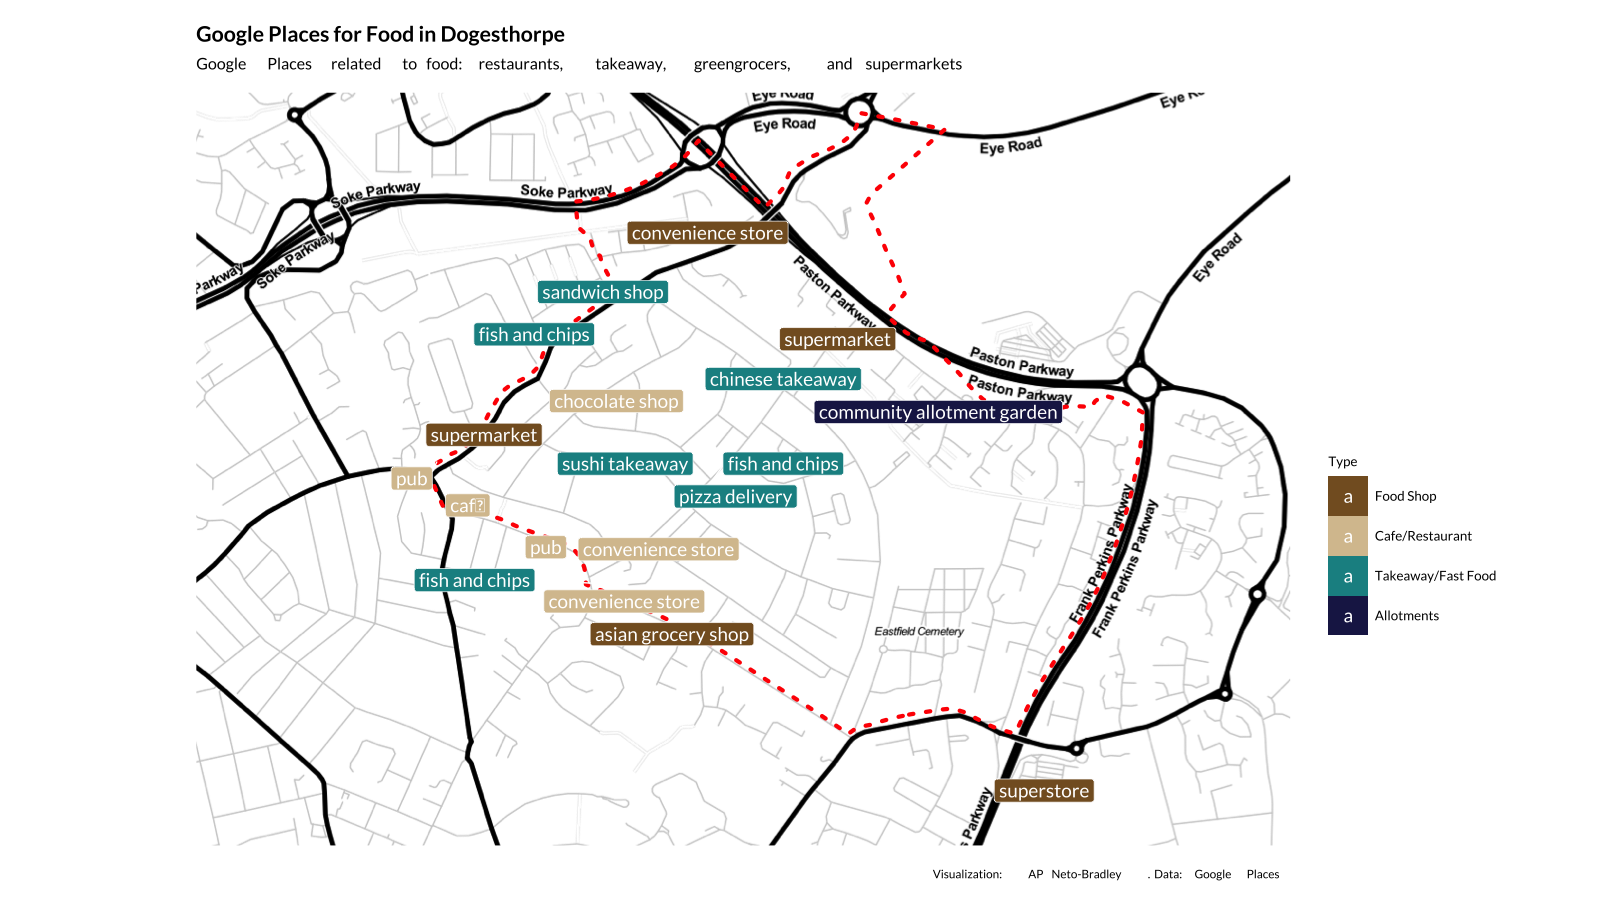 Google Places for Food in Dogesthorpe
Google Places related to food: restaurants, takeaway, greengrocers, and supermarkets
Eye Road
Eye Road
Eye Road
Soke Parkway
Soke Parkway
convenience store
Eye Road
Soke Parkway
Parkway
Paston Parkway
sandwich shop
fish and chips
supermarket
Paston Parkway
chinese takeaway
Paston Parkway
chocolate shop
community allotment garden
supermarket
Type
sushi takeaway
fish and chips
pub
pizza delivery
a Food Shop
caf
a Cafe/Restaurant
pub
convenience store
Frank Perkins Parkway
Frank Perkins Parkway
a Takeaway/Fast Food
fish and chips
convenience store
a Allotments
asian grocery shop
Eastfield Cemetery
superstore
s Parkway
Visualization: AP Neto-Bradley . Data: Google Places